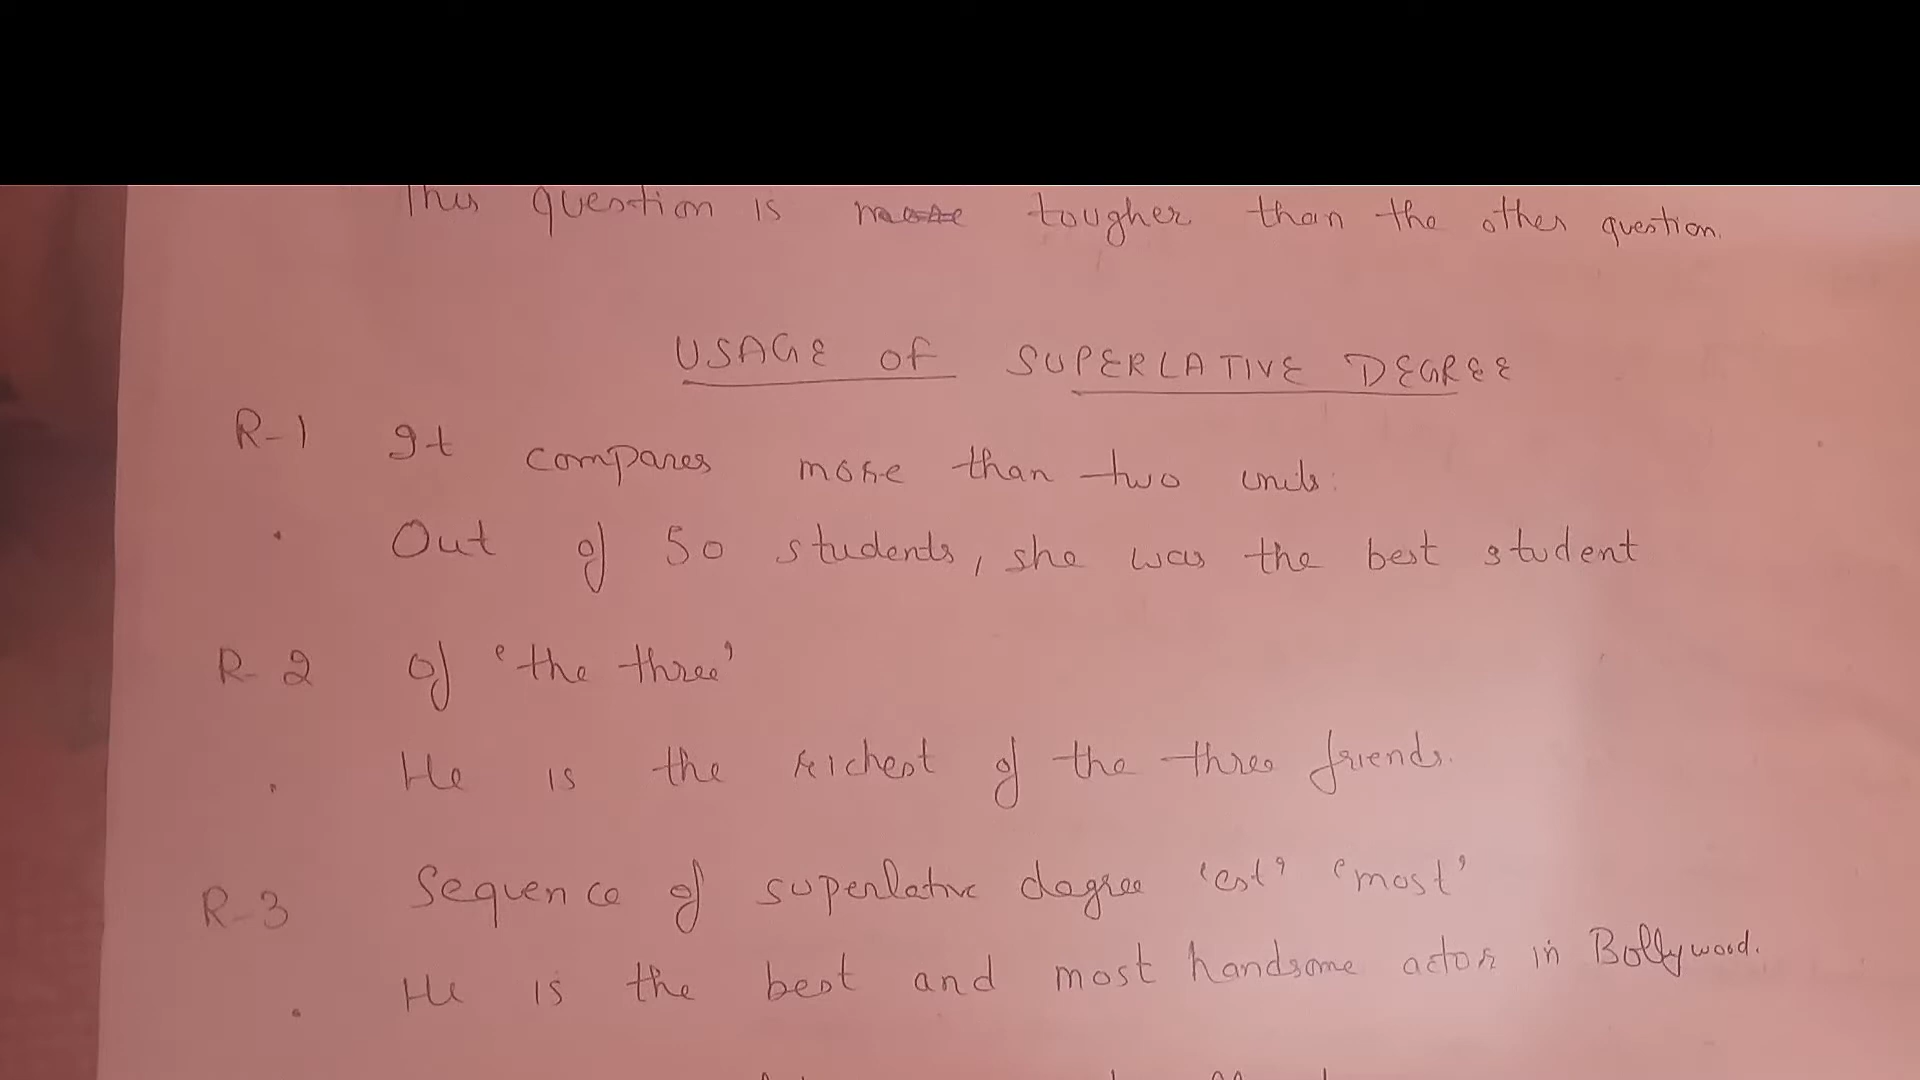 This question is more tougher than the other question.
USAGE OF SUPERLATIVE DEGREE
R-1 It compares more than two units.
Out of 50 students, she was the best student
R-2 Of 'the three'
He is the richest of the three friends.
R-3 Sequence of superlative degree 'est' 'most'
He is the best and most handsome actor in Bollywood.